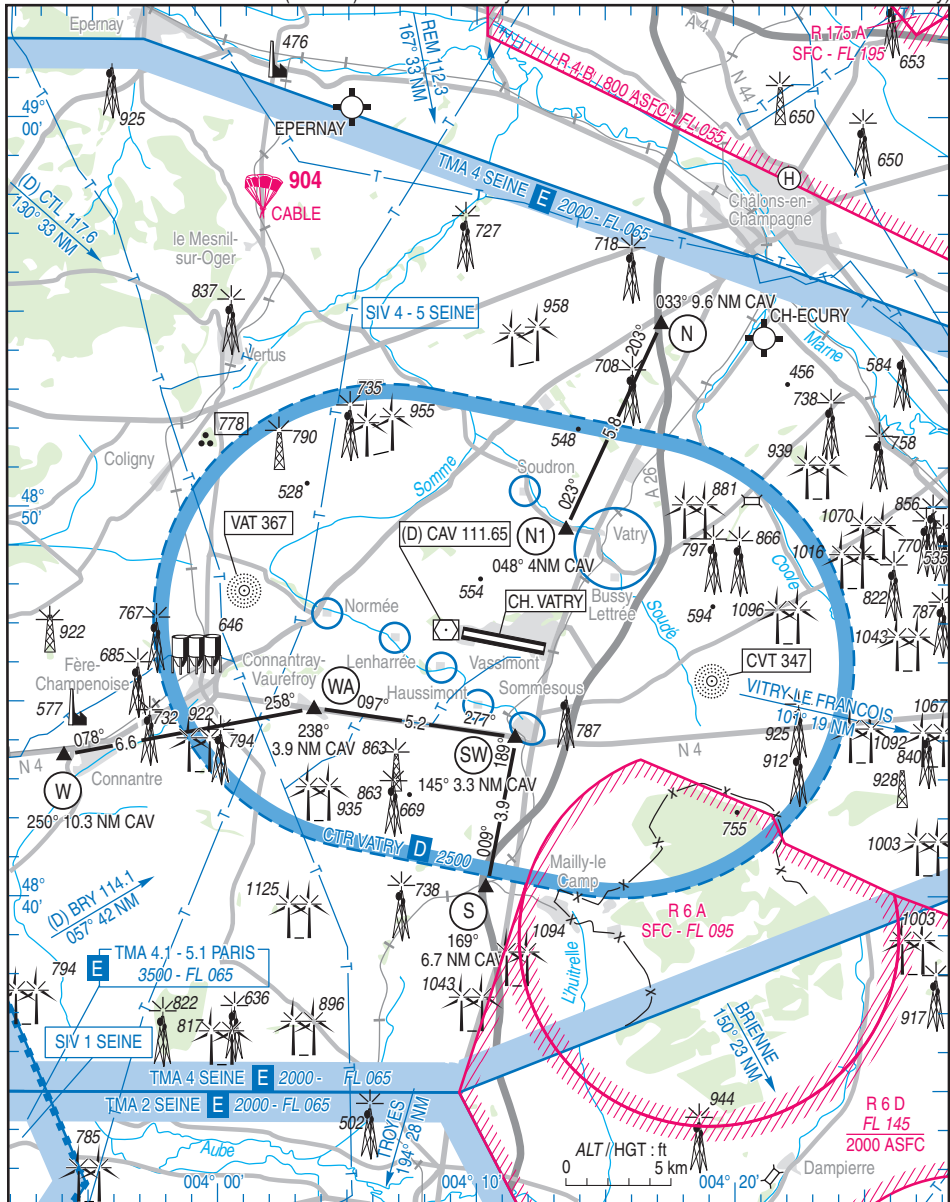 Epernay
476
REM 112.3
167° 33 NM
N
A 4
R 175 A
SFC - FL 195
653
925
R 4 B / 800 ASFC - FL 055
N 44
650
49°
00'
EPERNAY
650
904
CABLE
TMA 4 SEINE E 2000 - FL 065
H
Châlons-en-
Champagne
(D) CTL 117.6
130° 33 NM
le Mesnil-
sur-Oger
727
718
837
SIV 4 - 5 SEINE
958
033° 9.6 NM CAV
N
CH-ECURY
Marne
Vertus
203°
708
584
456
735
955
738
778
790
548
5.8
758
Coligny
Somme
939
528
Soudron
A 26
48°
50'
023°
881
VAT 367
(D) CAV 111.65
N1
Vatry
1070
856
797
866
1016
770
535
048° 4NM CAV
554
Bussy-
Lettrée
Coole
822
767
646
Normée
CH. VATRY
594
1096
787
922
Soudé
1043
685
Fère-
Champenoise
Connantray-
Vaurefroy
Lenharrée
Vassimont
CVT 347
577
WA
Haussimont
Sommesous
VITRY LE FRANCOIS
101° 19 NM
732
922
258°
097°
277°
1067
078°
6.6
794
238°
3.9 NM CAV
5.2
787
925
1092
N 4
863
SW
189°
N 4
840
W
Connantre
145° 3.3 NM CAV
912
928
250° 10.3 NM CAV
935
863
669
3.9
755
CTR VATRY D 2500
009°
1003
Mailly-le
Camp
48°
40'
1125
738
(D) BRY 114.1
057° 42 NM
S
R 6 A
SFC - FL 095
169°
6.7 NM CAV
1094
1003
TMA 4.1 - 5.1 PARIS
E 3500 - FL 065
L'huitrelle
794
1043
822
636
896
817
917
SIV 1 SEINE
BRIENNE
150° 23 NM
TMA 4 SEINE E 2000 - FL 065
TMA 2 SEINE E 2000 - FL 065
944
R 6 D
FL 145
2000 ASFC
502
TROYES
194° 28 NM
785
Aube
ALT / HGT : ft
0 5 km
Dampierre
004° 00'
004° 10'
004° 20'